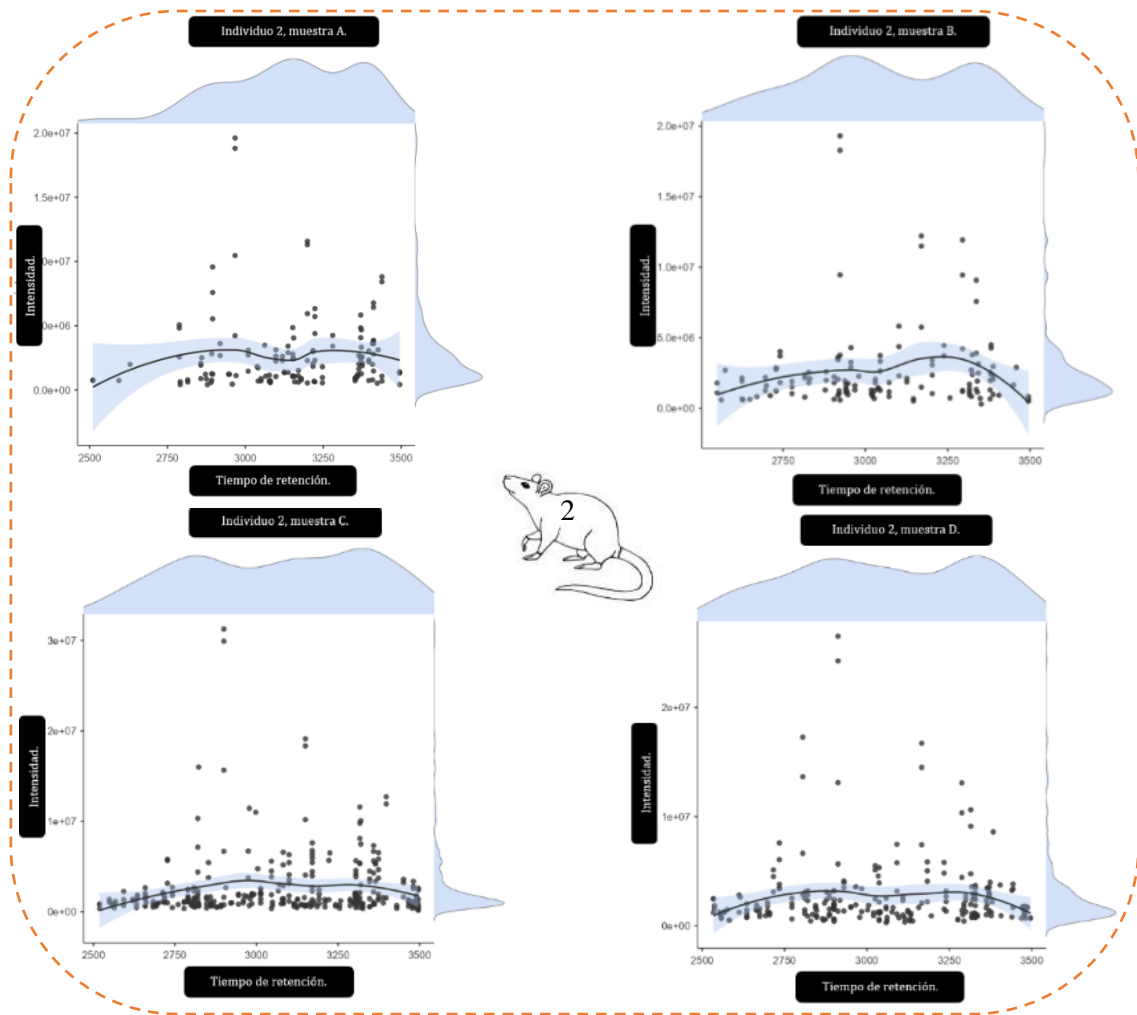 Individuo 2, muestra A.
2.0e+07
1.5e+07
0e+07
0e+06
0.0e+00
Intensidad.
2500 2750 3000 3250 3500
Tiempo de retención.
Individuo 2, muestra B.
2.0e+07
1.5e+07
1.0e+07
5.0e+06
0.0e+00
Intensidad.
2750 3000 3250 3500
Tiempo de retención.
2
Individuo 2, muestra C.
3e+07
2e+07
1e+07
0e+00
Intensidad.
2500 2750 3000 3250 3500
Tiempo de retención.
Individuo 2, muestra D.
2e+07
1e+07
0e+00
Intensidad.
2500 2750 3000 3250 3500
Tiempo de retención.